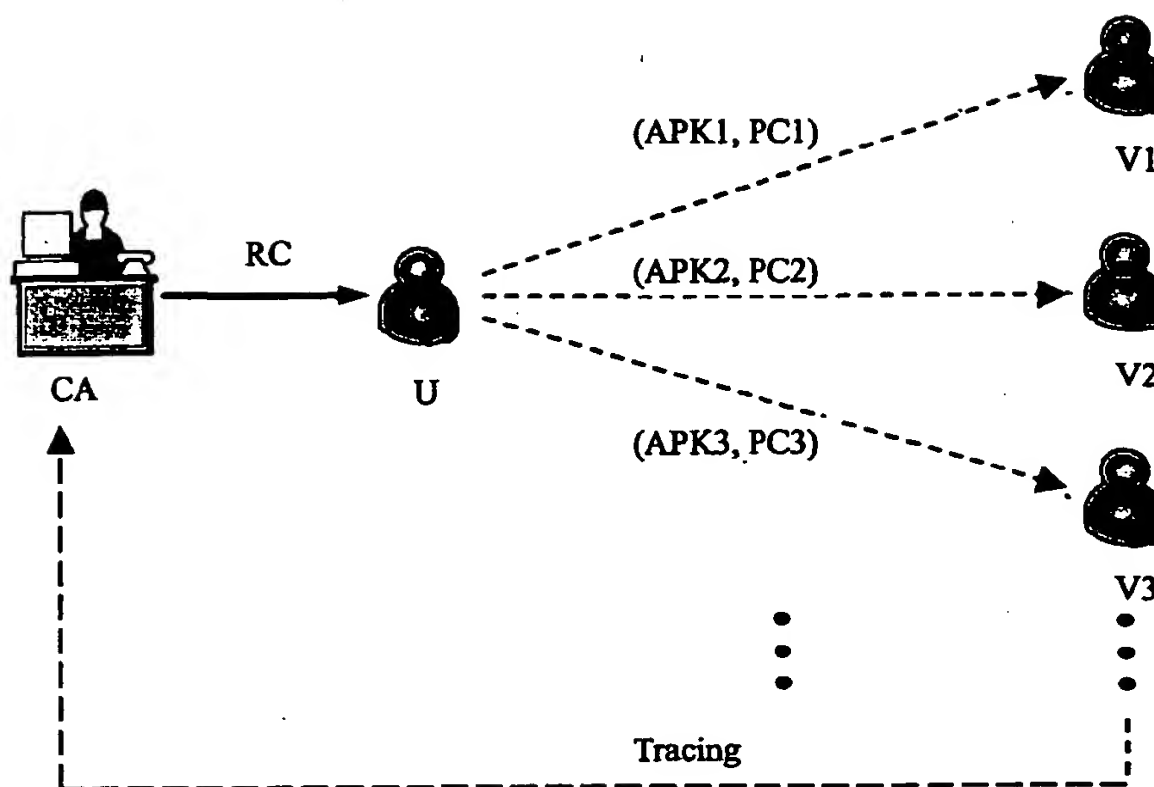 (APK1, PC1)
V1
RC
(APK2, PC2)
CA
U
V2
(APK3, PC3)
V3
Tracing